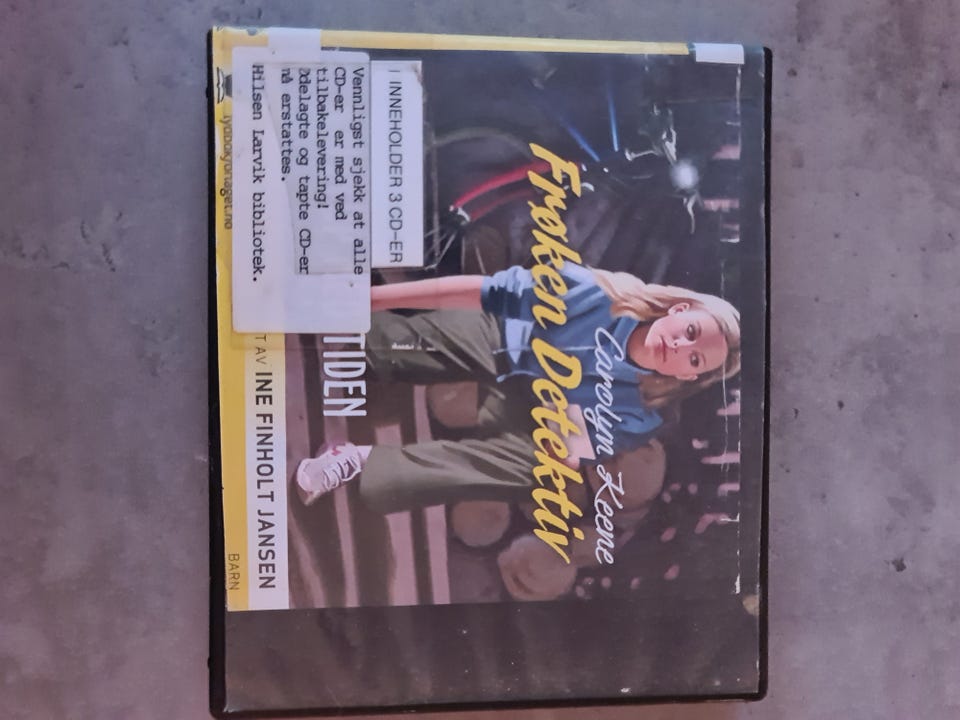 Carolyn Keene
Frøken Detektiv
INNEHOLDER 3 CD-ER
Vennligst sjekk at alle
CD-er er med ved
tilbakelevering!
Ødelagte og tapte CD-er
må erstattes.
Hilsen Larvik bibliotek.
TIDEN
T AV INE FINHOLT JANSEN
lydbokforlaget.no
BARN